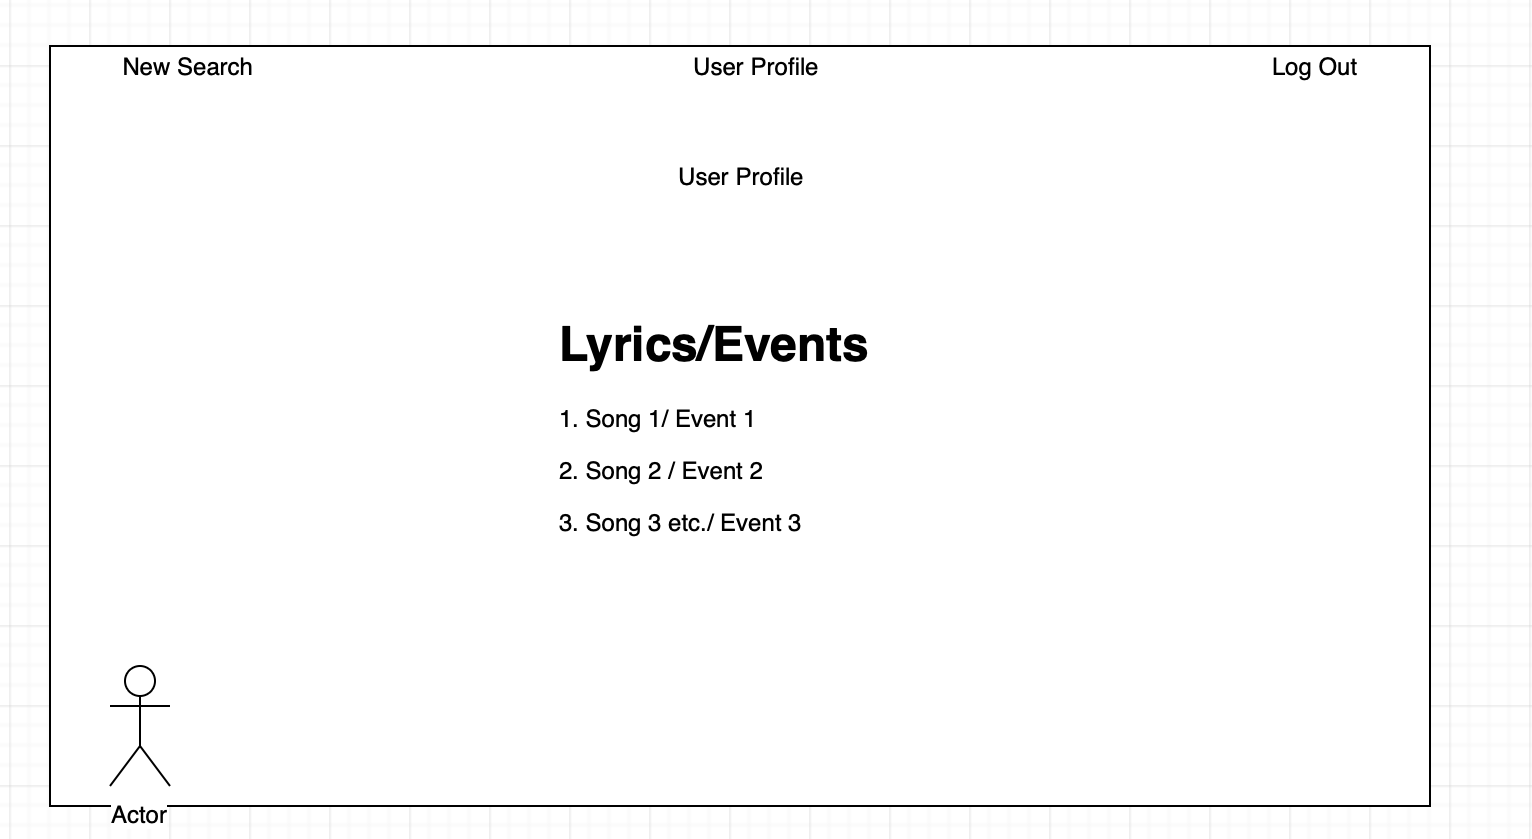 New Search User Profile Log Out
User Profile
Lyrics/Events
1. Song 1/ Event 1
2. Song 2 / Event 2
3. Song 3 etc./ Event 3
Actor